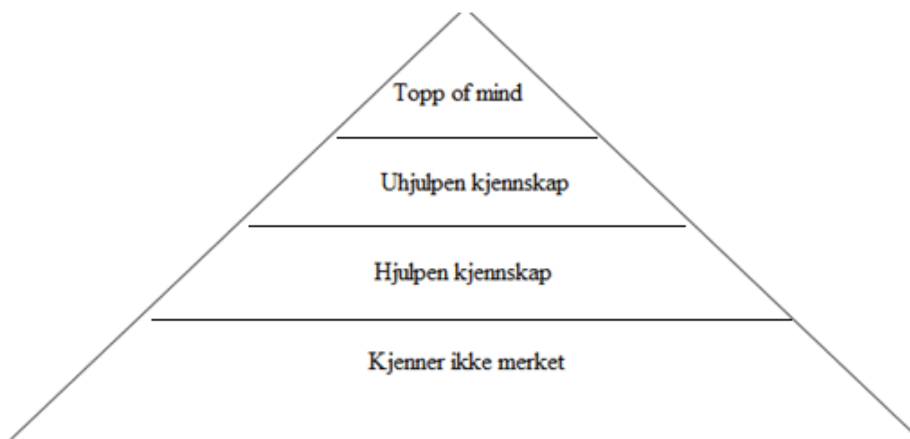 Topp of mind
Uhjulpen kjennskap
Hjulpen kjennskap
Kjenner ikke merket